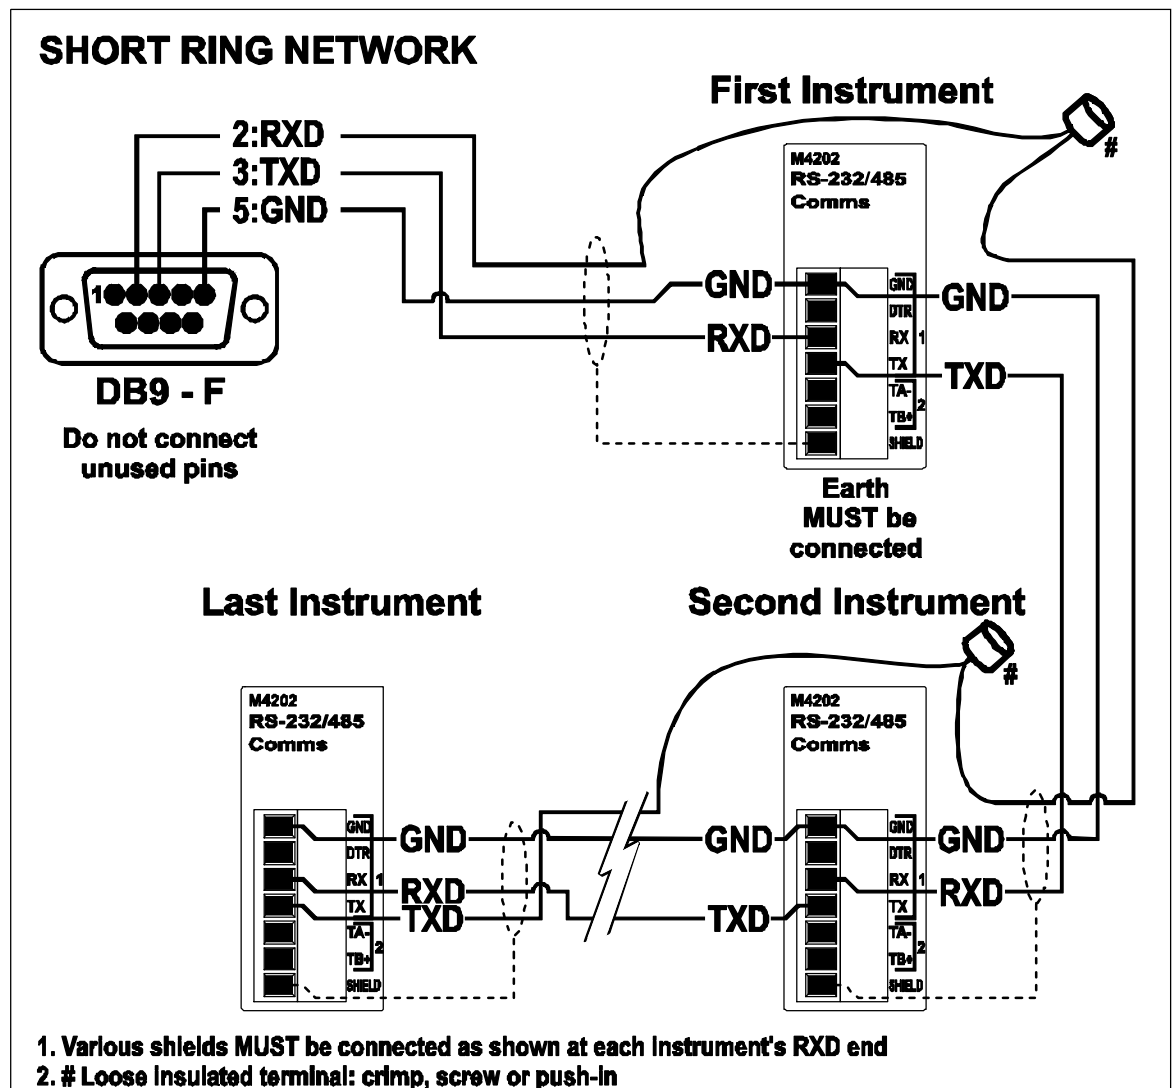 SHORT RING NETWORK
First Instrument
2:RXD
3:TXD
5:GND
#
M4202
RS-232/485
Comms
1
GND
GND
GND
DTR
RXD
RX 1
TX
TXD
TA-
2
TB+
SHIELD
DB9 - F
Do not connect
unused pins
Earth
MUST be
connected
Last Instrument
Second Instrument
#
M4202
RS-232/485
Comms
GND
DTR
RX 1
TX
TA-
2
TB+
SHIELD
GND
RXD
TXD
M4202
RS-232/485
Comms
GND
TXD
GND
DTR
RX 1
TX
TA-
2
TB+
SHIELD
GND
RXD
1. Various shields MUST be connected as shown at each instrument's RXD end
2. # Loose insulated terminal: crimp, screw or push-in